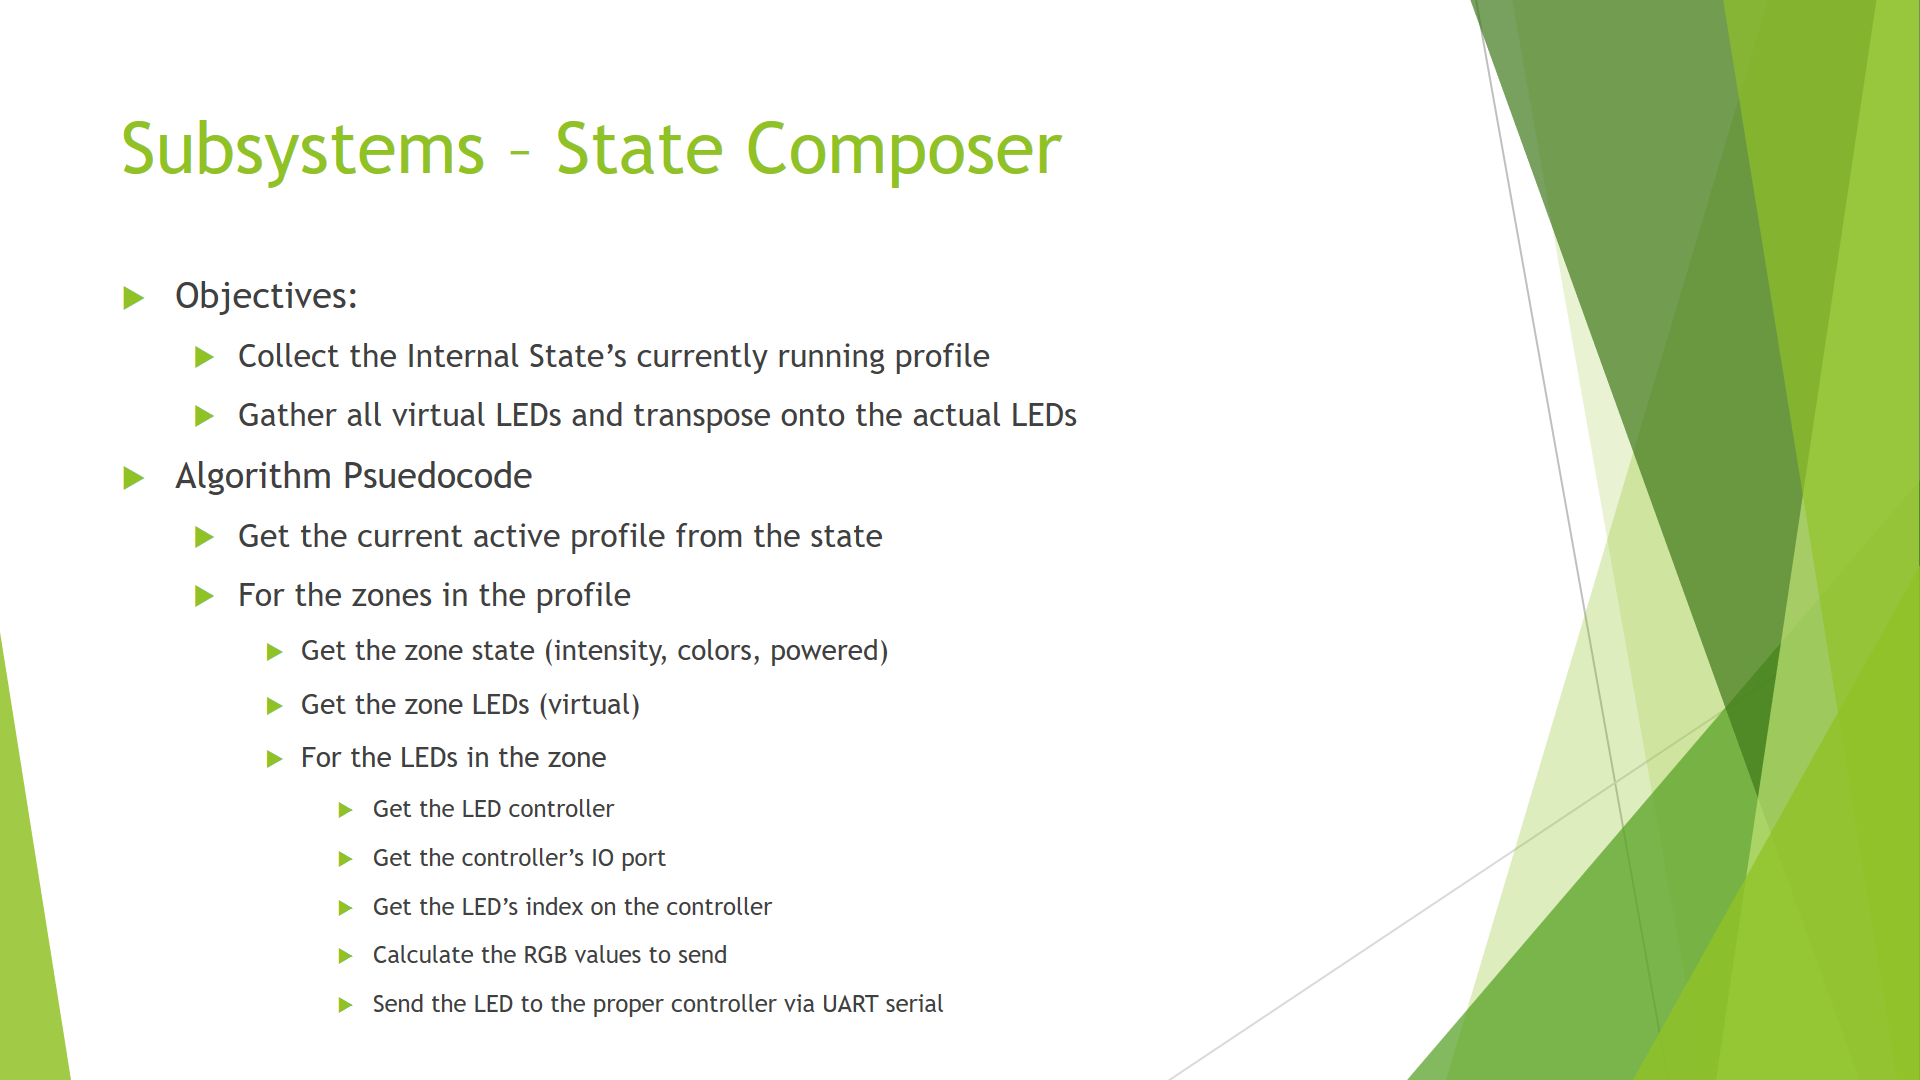 Subsystems – State Composer
Objectives:
Collect the Internal State’s currently running profile
Gather all virtual LEDs and transpose onto the actual LEDs
Algorithm Psuedocode
Get the current active profile from the state
For the zones in the profile
Get the zone state (intensity, colors, powered)
Get the zone LEDs (virtual)
For the LEDs in the zone
Get the LED controller
Get the controller’s IO port
Get the LED’s index on the controller
Calculate the RGB values to send
Send the LED to the proper controller via UART serial